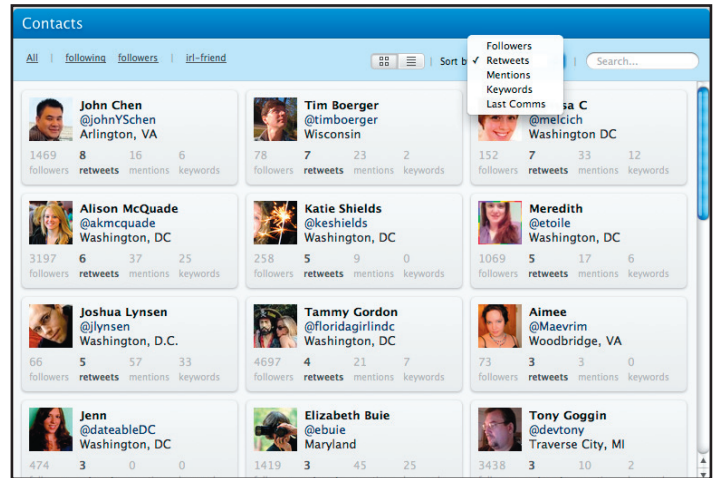 Contacts
All | following followers | irl-friend
Sort b
Followers
✓ Retweets
Mentions
Keywords
Last Comms
| Search...
John Chen
@johnYSchen
Arlington, VA
1469 8 16 6
followers retweets mentions keywords
Tim Boerger
@timboerger
Wisconsin
78 7 23 2
followers retweets mentions keywords
sa C
@melcich
Washington DC
152 7 33 12
followers retweets mentions keywords
Alison McQuade
@akmcquade
Washington, DC
3197 6 37 25
followers retweets mentions keywords
Katie Shields
@keshields
Washington, DC
258 5 9 0
followers retweets mentions keywords
Meredith
@etoile
Washington, DC
1069 5 17 6
followers retweets mentions keywords
Joshua Lynsen
@jlynsen
Washington, D.C.
66 5 57 33
followers retweets mentions keywords
Tammy Gordon
@floridagirlindc
Washington, DC
4697 4 21 7
followers retweets mentions keywords
Aimee
@Maevrim
Woodbridge, VA
73 3 3 0
followers retweets mentions keywords
Jenn
@dateableDC
Washington, DC
474 3 0 0
Elizabeth Buie
@ebuie
Maryland
1419 3 45 25
Tony Goggin
@devtony
Traverse City, MI
3438 3 10 2